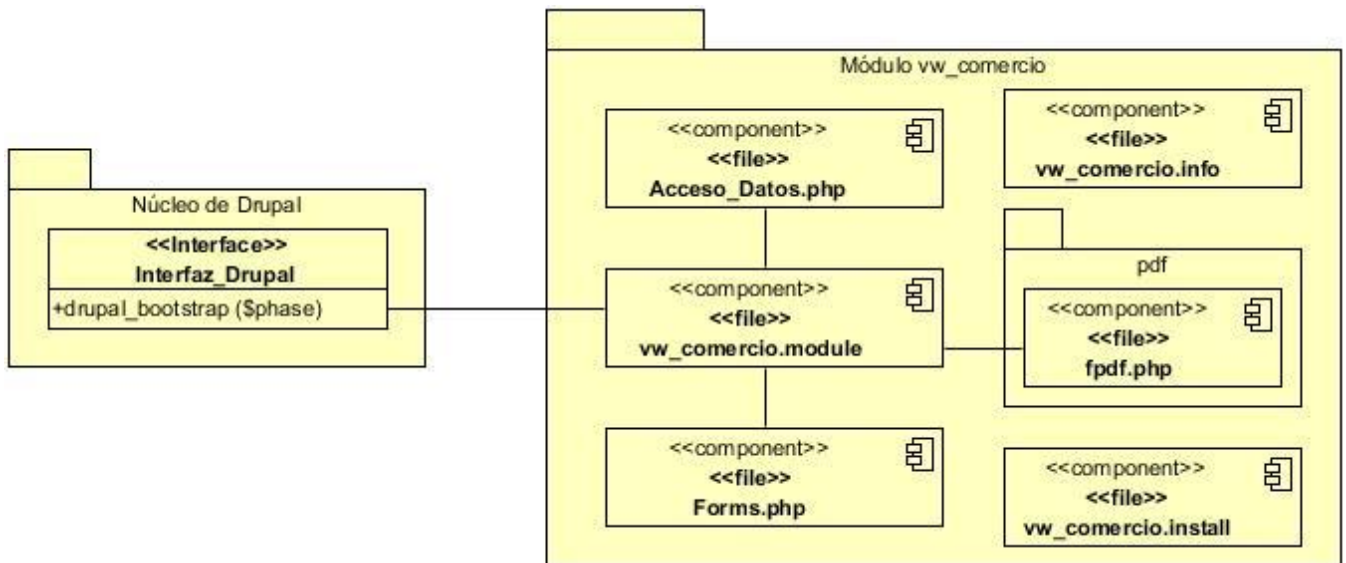 Núcleo de Drupal
<<Interface>>
Interfaz_Drupal
+drupal_bootstrap ($phase)
Módulo vw_comercio
<<component>>
<<file>>
Acceso_Datos.php
<<component>>
<<file>>
vw_comercio.info
<<component>>
<<file>>
vw_comercio.module
pdf
<<component>>
<<file>>
fpdf.php
<<component>>
<<file>>
Forms.php
<<component>>
<<file>>
vw_comercio.install